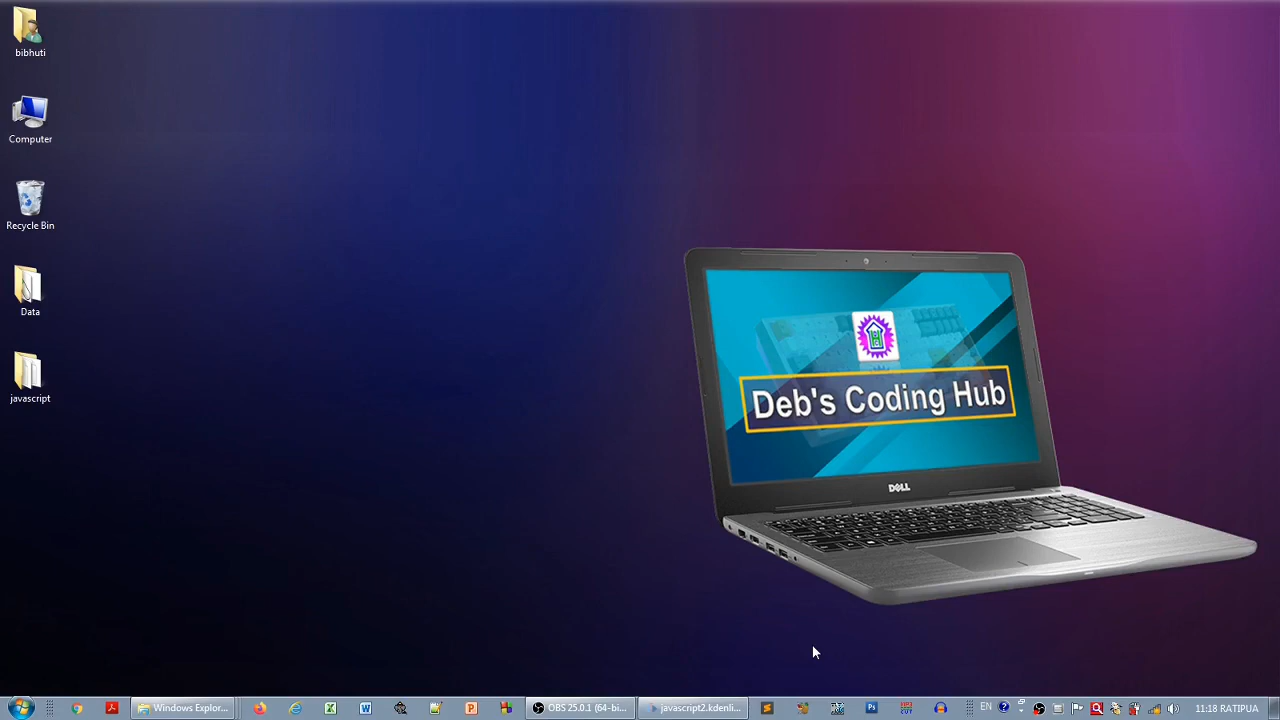 bibhuti
Computer
Recycle Bin
Data
javascript
Deb's Coding Hub
DELL
Windows Explor...
OBS 25.0.1 (64-bi...
javascript2.kdenli...
EN
11:18 RATIPUA